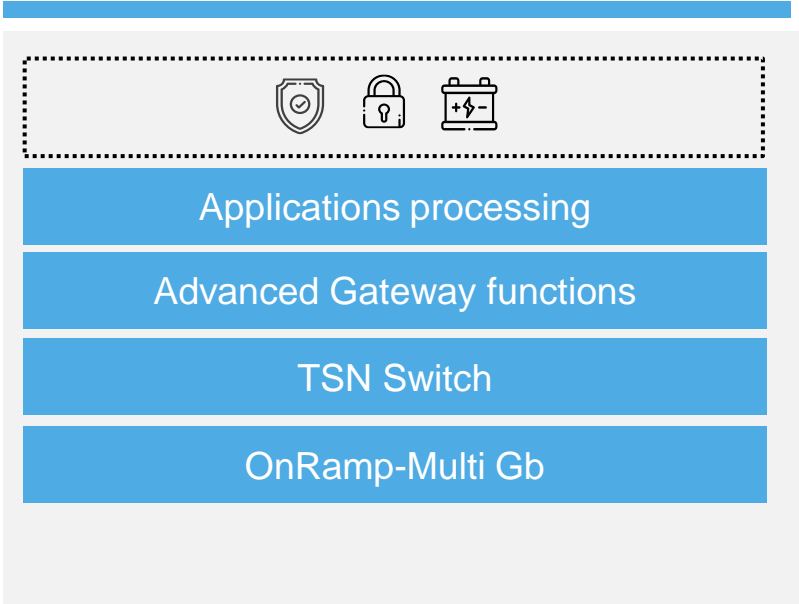 Applications processing
Advanced Gateway functions
TSN Switch
OnRamp-Multi Gb